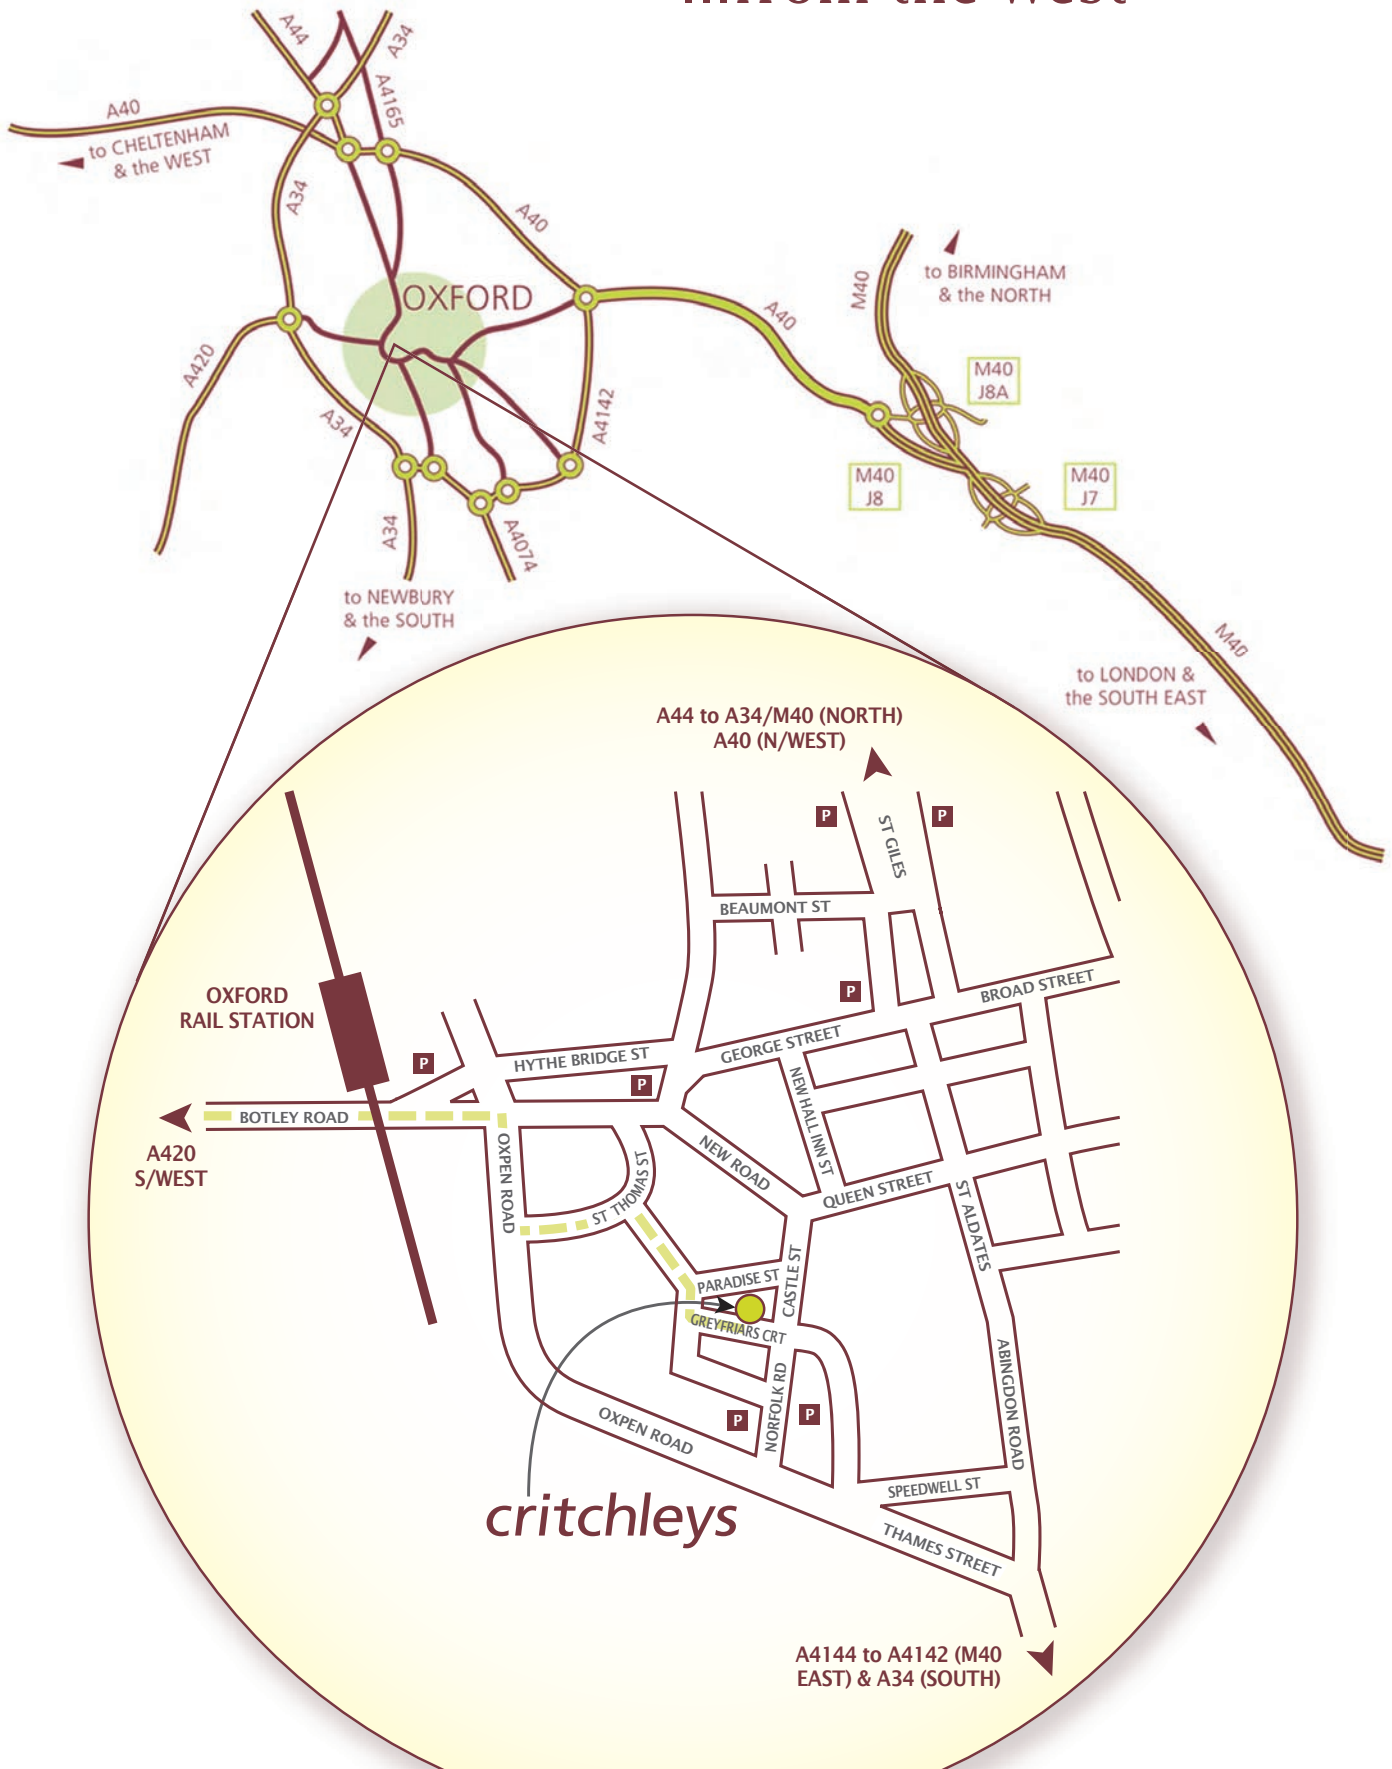 ...from the West
A44
A34
A4165
A40
to CHELTENHAM
& the WEST
A34
A40
OXFORD
A40
M40
to BIRMINGHAM
& the NORTH
M40
J8A
A420
A34
A4142
M40
J8
M40
J7
A34
A4074
to NEWBURY
& the SOUTH
M40
to LONDON &
the SOUTH EAST
A44 to A34/M40 (NORTH)
A40 (N/WEST)
P
P
ST GILES
BEAUMONT ST
OXFORD
RAIL STATION
P
BROAD STREET
GEORGE STREET
HYTHE BRIDGE ST
P
P
NEW HALL INN ST
BOTLEY ROAD
A420
S/WEST
OXPEN ROAD
NEW ROAD
ST THOMAS ST
QUEEN STREET
ST ALDATES
CASTLE ST
PARADISE ST
GREYFRIARS CRT
NORFOLK RD
P
P
OXPEN ROAD
ABINGDON ROAD
SPEEDWELL ST
critchleys
THAMES STREET
A4144 to A4142 (M40
EAST) & A34 (SOUTH)